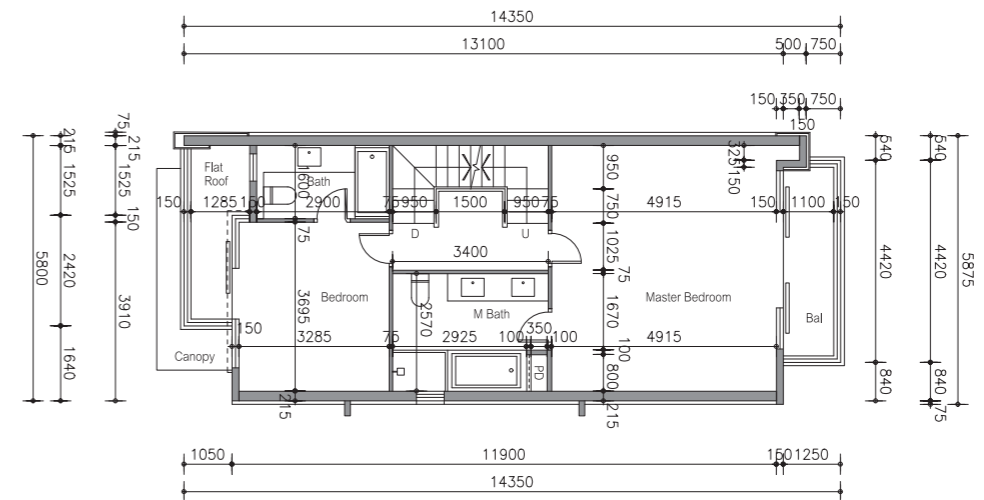 14350
13100 500 750
150 350 750
150
75
215
1525
150
3910
215
1525
2420
1640
5800
Flat
Roof
Bath
1600
950
325
150
540
4420
840
540
4420
840
75
5875
150 1285 150 2900 75 950 1500 950 75 4915 150 1100 150
75
D U
750
1025
75
3400
Bedroom
3695
2570
M Bath
1670
Master Bedroom
Bal
150
3285 75 2925 100 350 100 4915
100
Canopy
PD
800
215
215
1050 11900 150 1250
14350